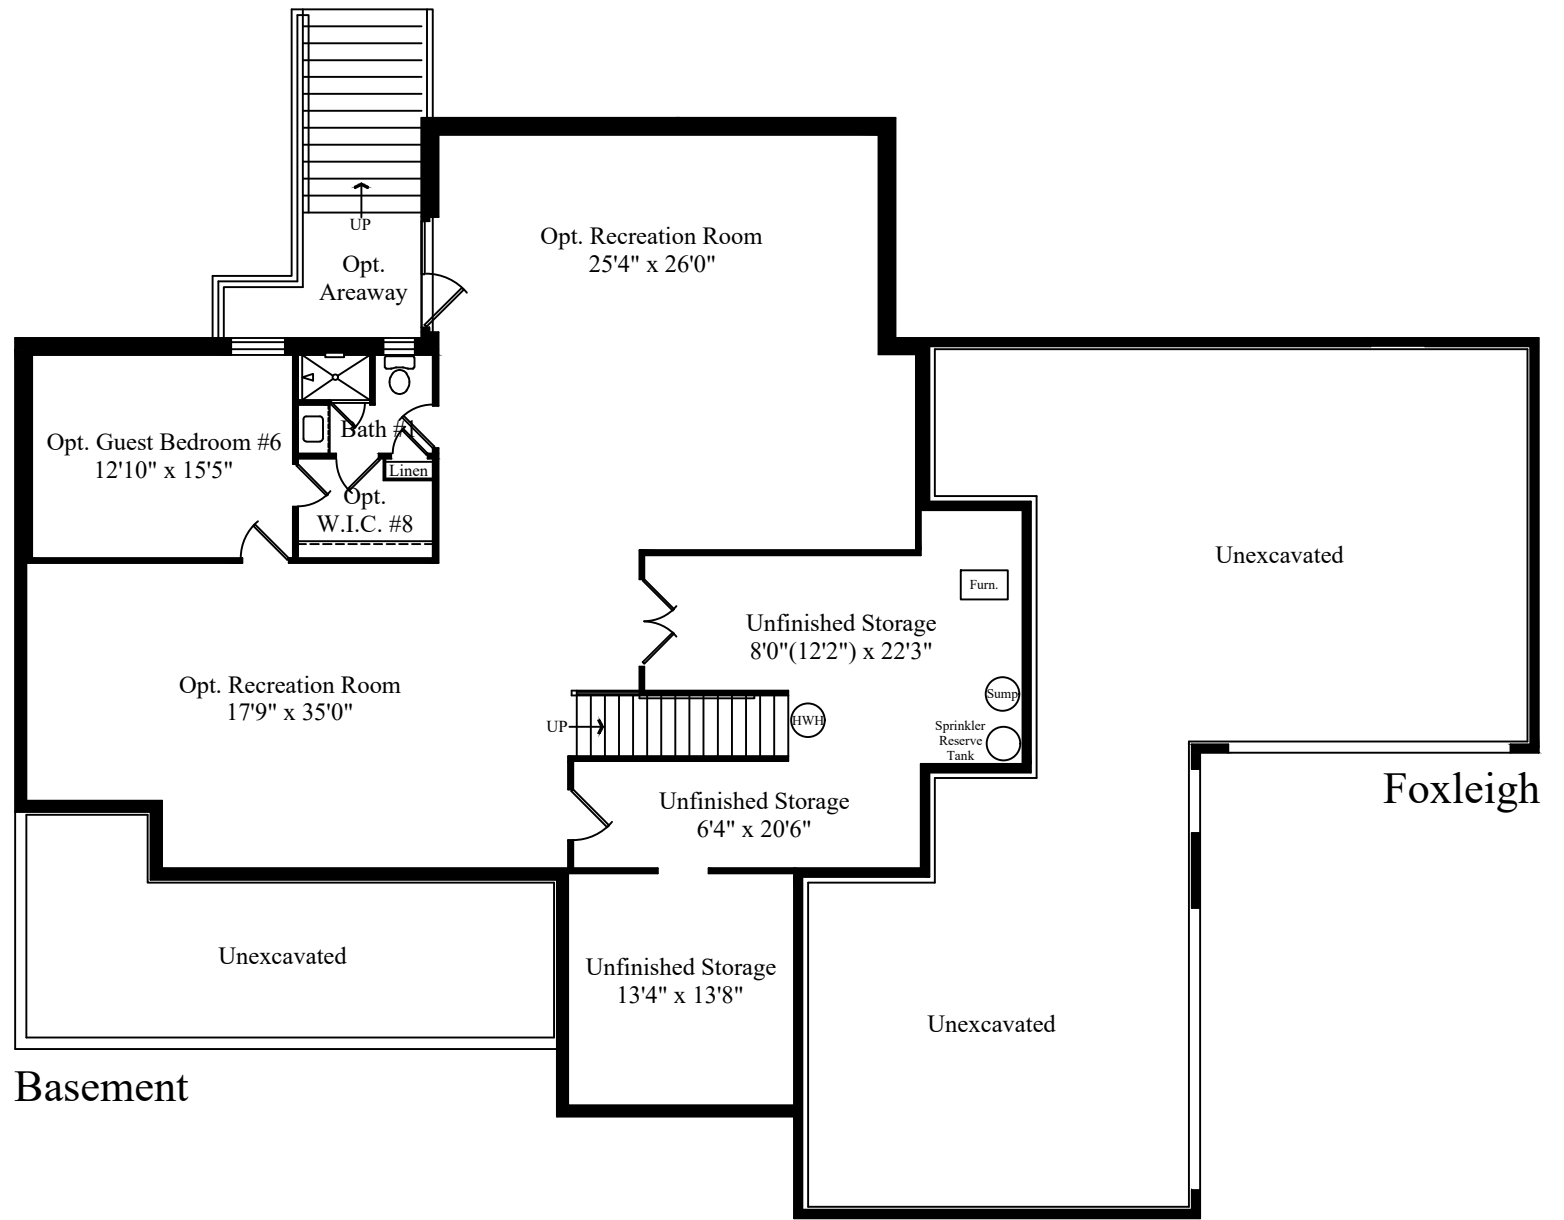 UP
Opt.
Areaway
Opt. Recreation Room
25'4" x 26'0"
Opt. Guest Bedroom #6
12'10" x 15'5"
Bath #1
Linen
Opt.
W.I.C. #8
Unexcavated
Furn.
Unfinished Storage
8'0"(12'2") x 22'3"
Opt. Recreation Room
17'9" x 35'0"
UP
HWH
Sump
Sprinkler
Reserve
Tank
Foxleigh
Unfinished Storage
6'4" x 20'6"
Unexcavated
Unfinished Storage
13'4" x 13'8"
Unexcavated
Basement